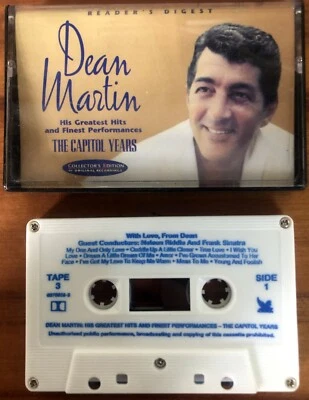 READER'S DIGEST
Dean
Martin
His Greatest Hits
and Finest Performances
THE CAPITOL YEARS
COLLECTOR'S EDITION
OF ORIGINAL RECORDINGS
With Love, From Dean
Guest Conductors: Nelson Riddle And Frank Sinatra
My One And Only Love • Cuddle Up A Little Closer • True Love • I Wish You
Love • Dream A Little Dream Of Me • Amor • I've Grown Accustomed To Her
Face • I've Got My Love To Keep Me Warm • Mean To Me • Young And Foolish
TAPE
3
SIDE
1
DEAN MARTIN: HIS GREATEST HITS AND FINEST PERFORMANCES – THE CAPITOL YEARS
Unauthorized public performance, broadcasting and copying of this cassette prohibited.